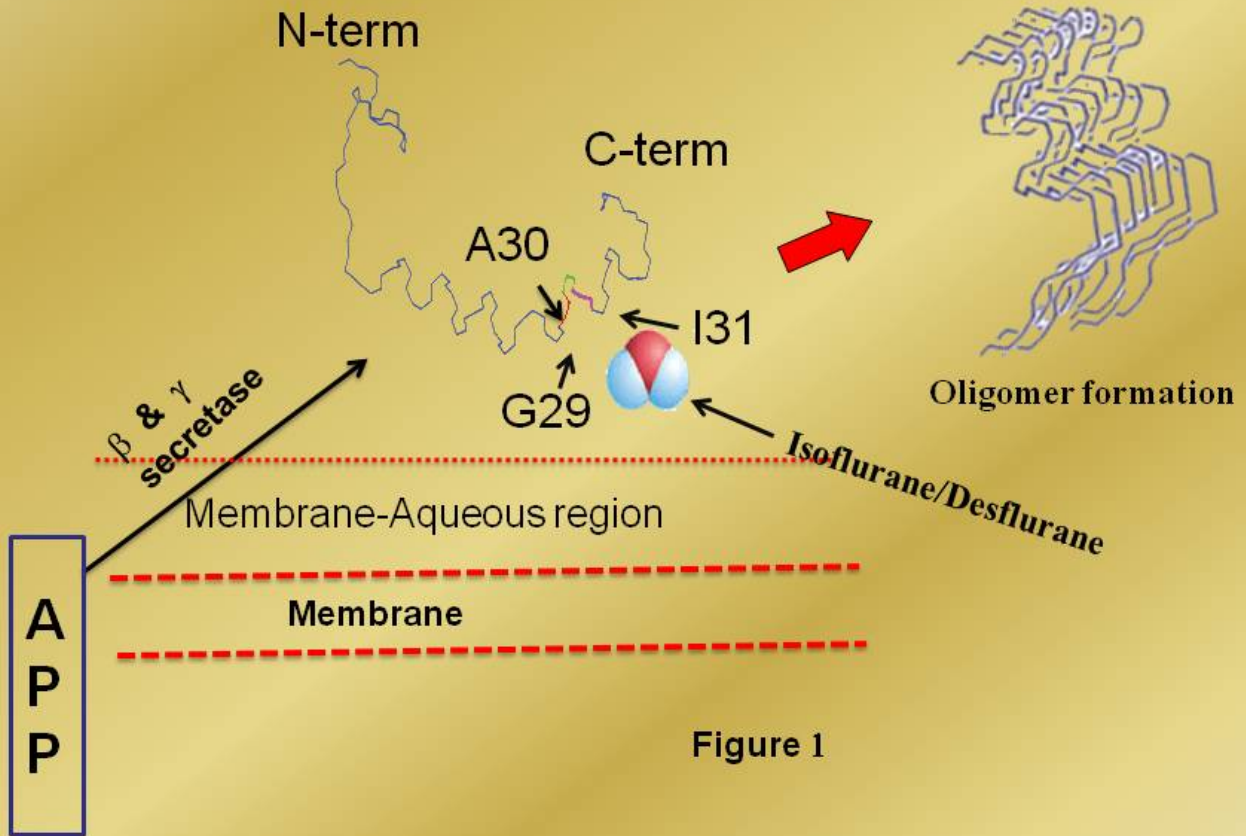 N-term
C-term
A30
I31
G29
Oligomer formation
β & γ
secretase
Isoflurane/Desflurane
Membrane-Aqueous region
Membrane
A
P
P
Figure 1